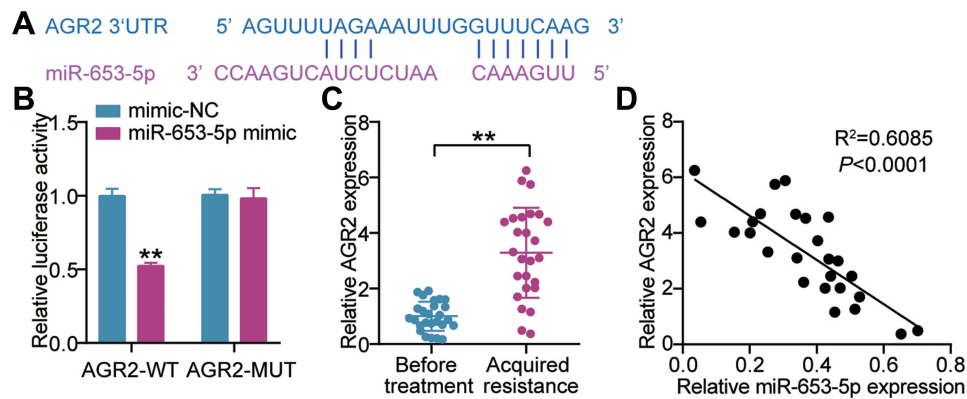 A
AGR2 3‘UTR 5’ AGUUUUAGAAAUUUGGUUUCAAG 3’
miR-653-5p 3’ CCAAGUCAUCUCUAA CAAAGUU 5’
B
Relative luciferase activity
mimic-NC
miR-653-5p mimic
1.5
1.0
0.5
0.0
**
AGR2-WT AGR2-MUT
C
Relative AGR2 expression
8
6
4
2
0
**
Before treatment
Acquired resistance
D
Relative AGR2 expression
8
6
4
2
0
R²=0.6085
P<0.0001
0.0 0.2 0.4 0.6 0.8
Relative miR-653-5p expression